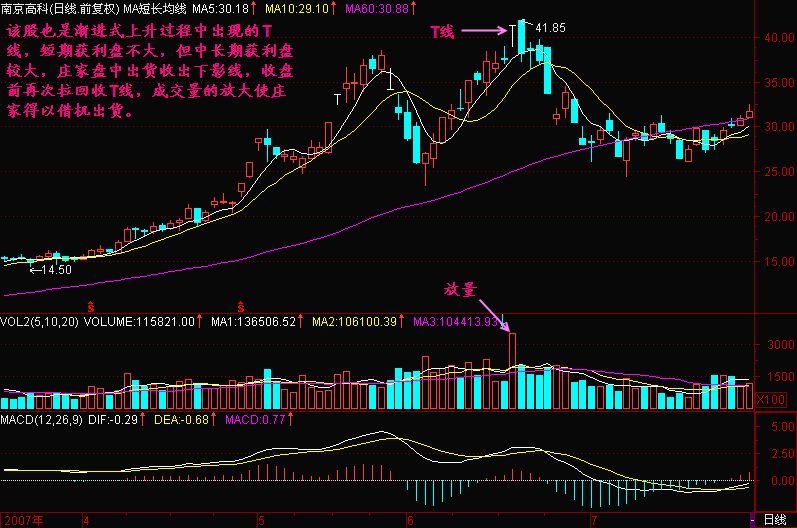 南京高科(日线.前复权) MA短长均线 MA5:30.18↑ MA10:29.10↑ MA60:30.88↑
该股也是渐进式上升过程中出现的T
线，短期获利盘不大，但中长期获利盘
较大，庄家盘中出货收出下影线，收盘
前再次拉回收T线，成交量的放大使庄
家得以借机出货。
T线
41.85
40.00
35.00
30.00
25.00
20.00
15.00
←14.50
S
S
放量
VOL2(5,10,20) VOLUME:115821.00↑ MA1:136506.52↑ MA2:106100.39↑ MA3:104413.93
3000
1500
X100
MACD(12,26,9) DIF:-0.29↑ DEA:-0.68↑ MACD:0.77↑
5.00
2.50
0.00
2007年 4 5 6 7 日线